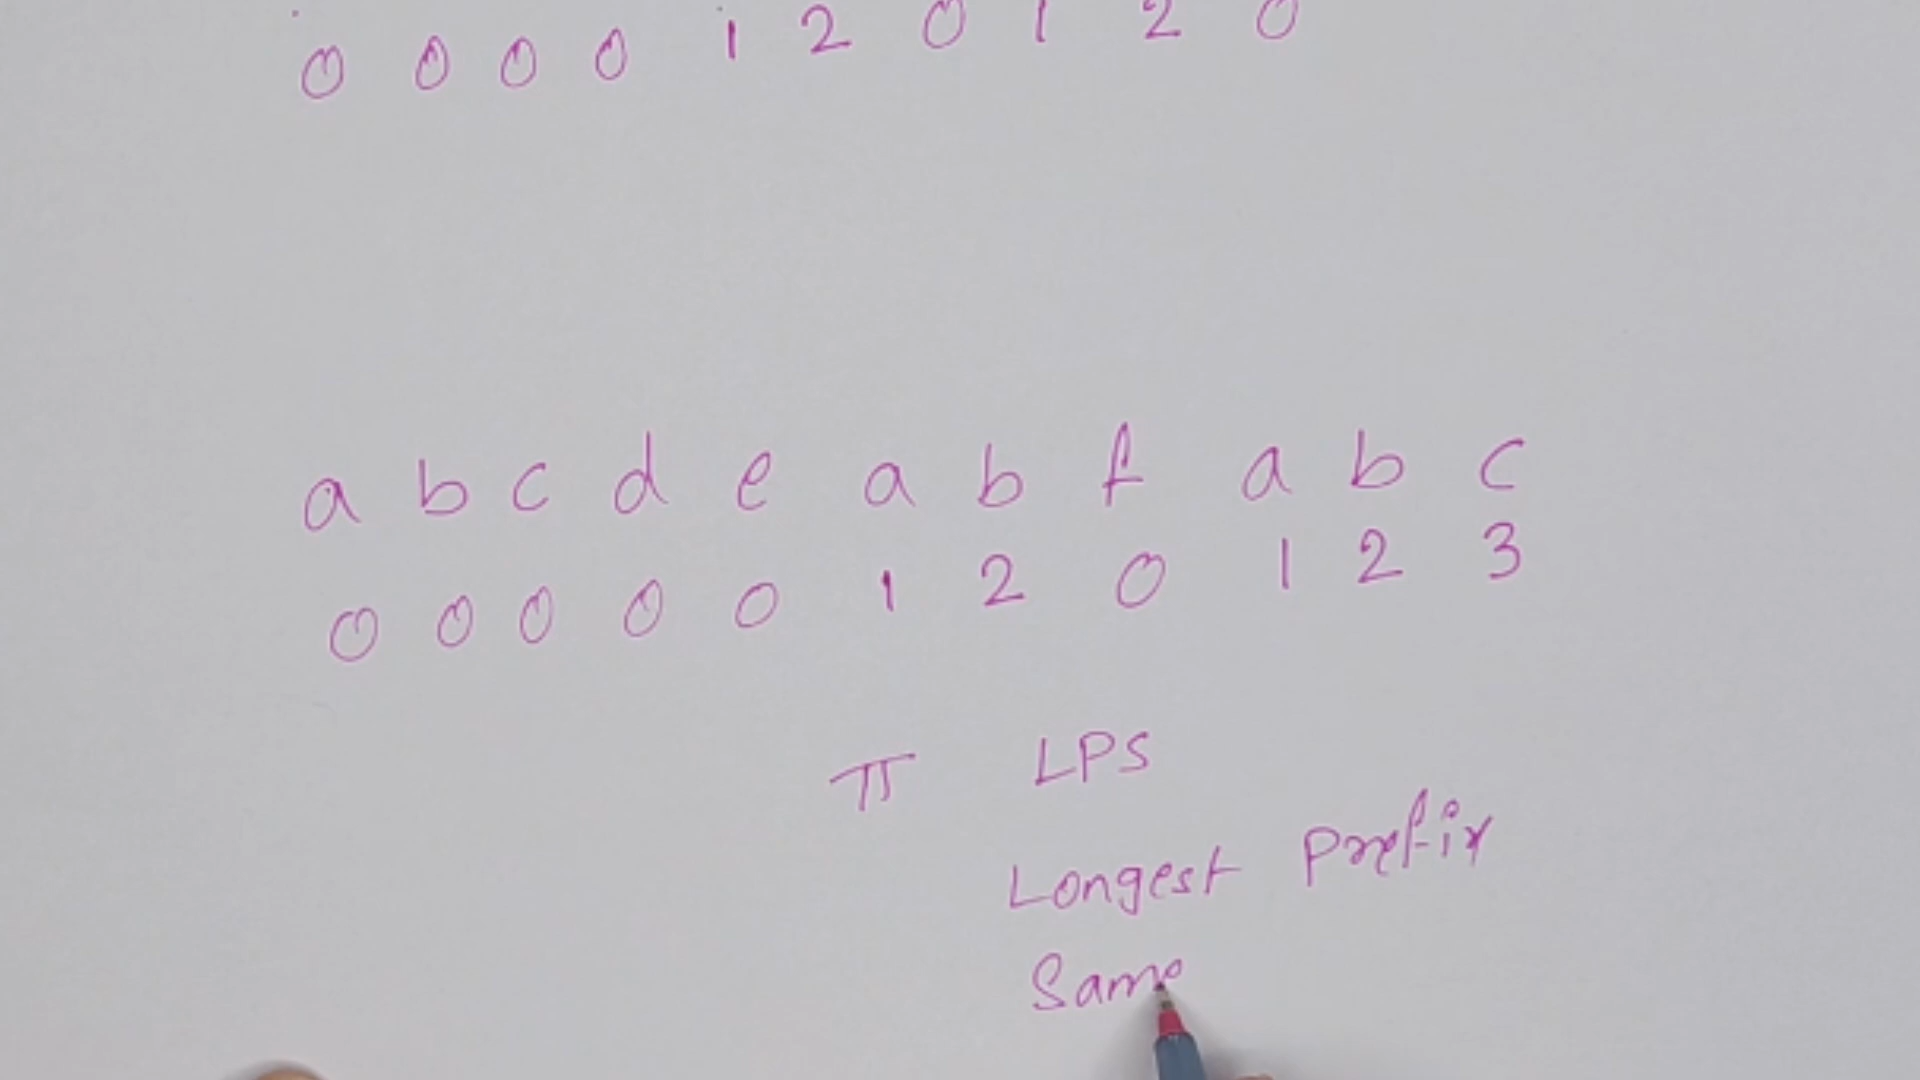 0 0 0 0 1 2 0 1 2 0
a b c d e a b f a b c
0 0 0 0 0 1 2 0 1 2 3
π LPS
Longest Prefix
Same